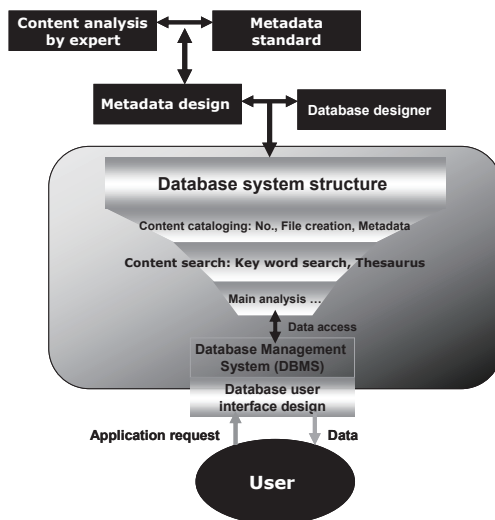 Content analysis
by expert
Metadata
standard
Metadata design
Database designer
Database system structure
Content cataloging: No., File creation, Metadata
Content search: Key word search, Thesaurus
Main analysis ...
Data access
Database Management
System (DBMS)
Database user
interface design
Application request
Data
User